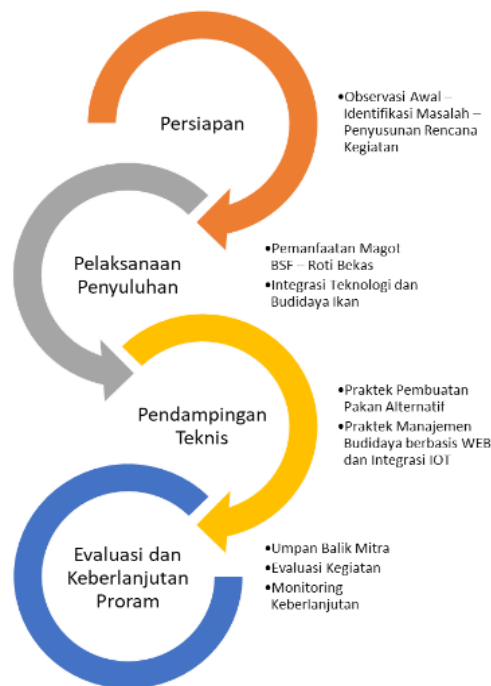 Persiapan
•Observasi Awal –
Identifikasi Masalah –
Penyusunan Rencana
Kegiatan
Pelaksanaan
Penyuluhan
•Pemanfaatan Magot
BSF – Roti Bekas
•Integrasi Teknologi dan
Budidaya Ikan
Pendampingan
Teknis
•Praktek Pembuatan
Pakan Alternatif
•Praktek Manajemen
Budidaya berbasis WEB
dan Integrasi IOT
Evaluasi dan
Keberlanjutan
Proram
•Umpan Balik Mitra
•Evaluasi Kegiatan
•Monitoring
Keberlanjutan